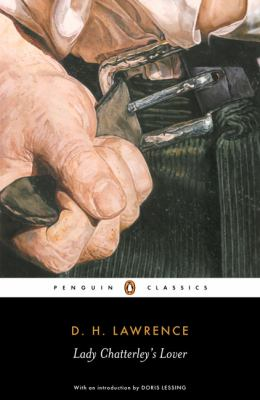 PENGUIN CLASSICS
D. H. LAWRENCE
Lady Chatterley's Lover
With an introduction by DORIS LESSING